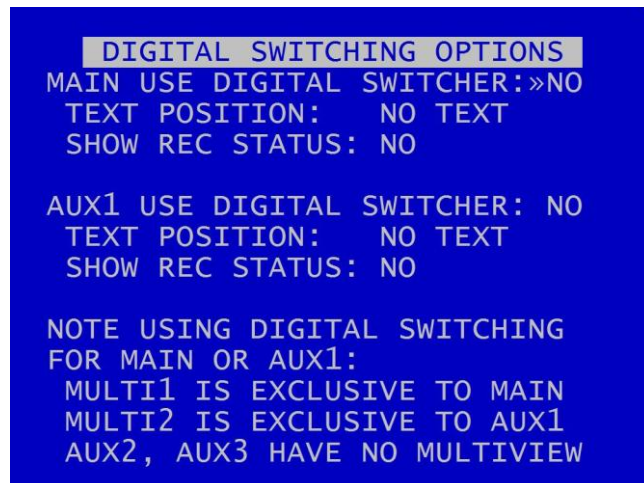 DIGITAL SWITCHING OPTIONS
MAIN USE DIGITAL SWITCHER:»NO
TEXT POSITION: NO TEXT
SHOW REC STATUS: NO
AUX1 USE DIGITAL SWITCHER: NO
TEXT POSITION: NO TEXT
SHOW REC STATUS: NO
NOTE USING DIGITAL SWITCHING
FOR MAIN OR AUX1:
MULTI1 IS EXCLUSIVE TO MAIN
MULTI2 IS EXCLUSIVE TO AUX1
AUX2, AUX3 HAVE NO MULTIVIEW